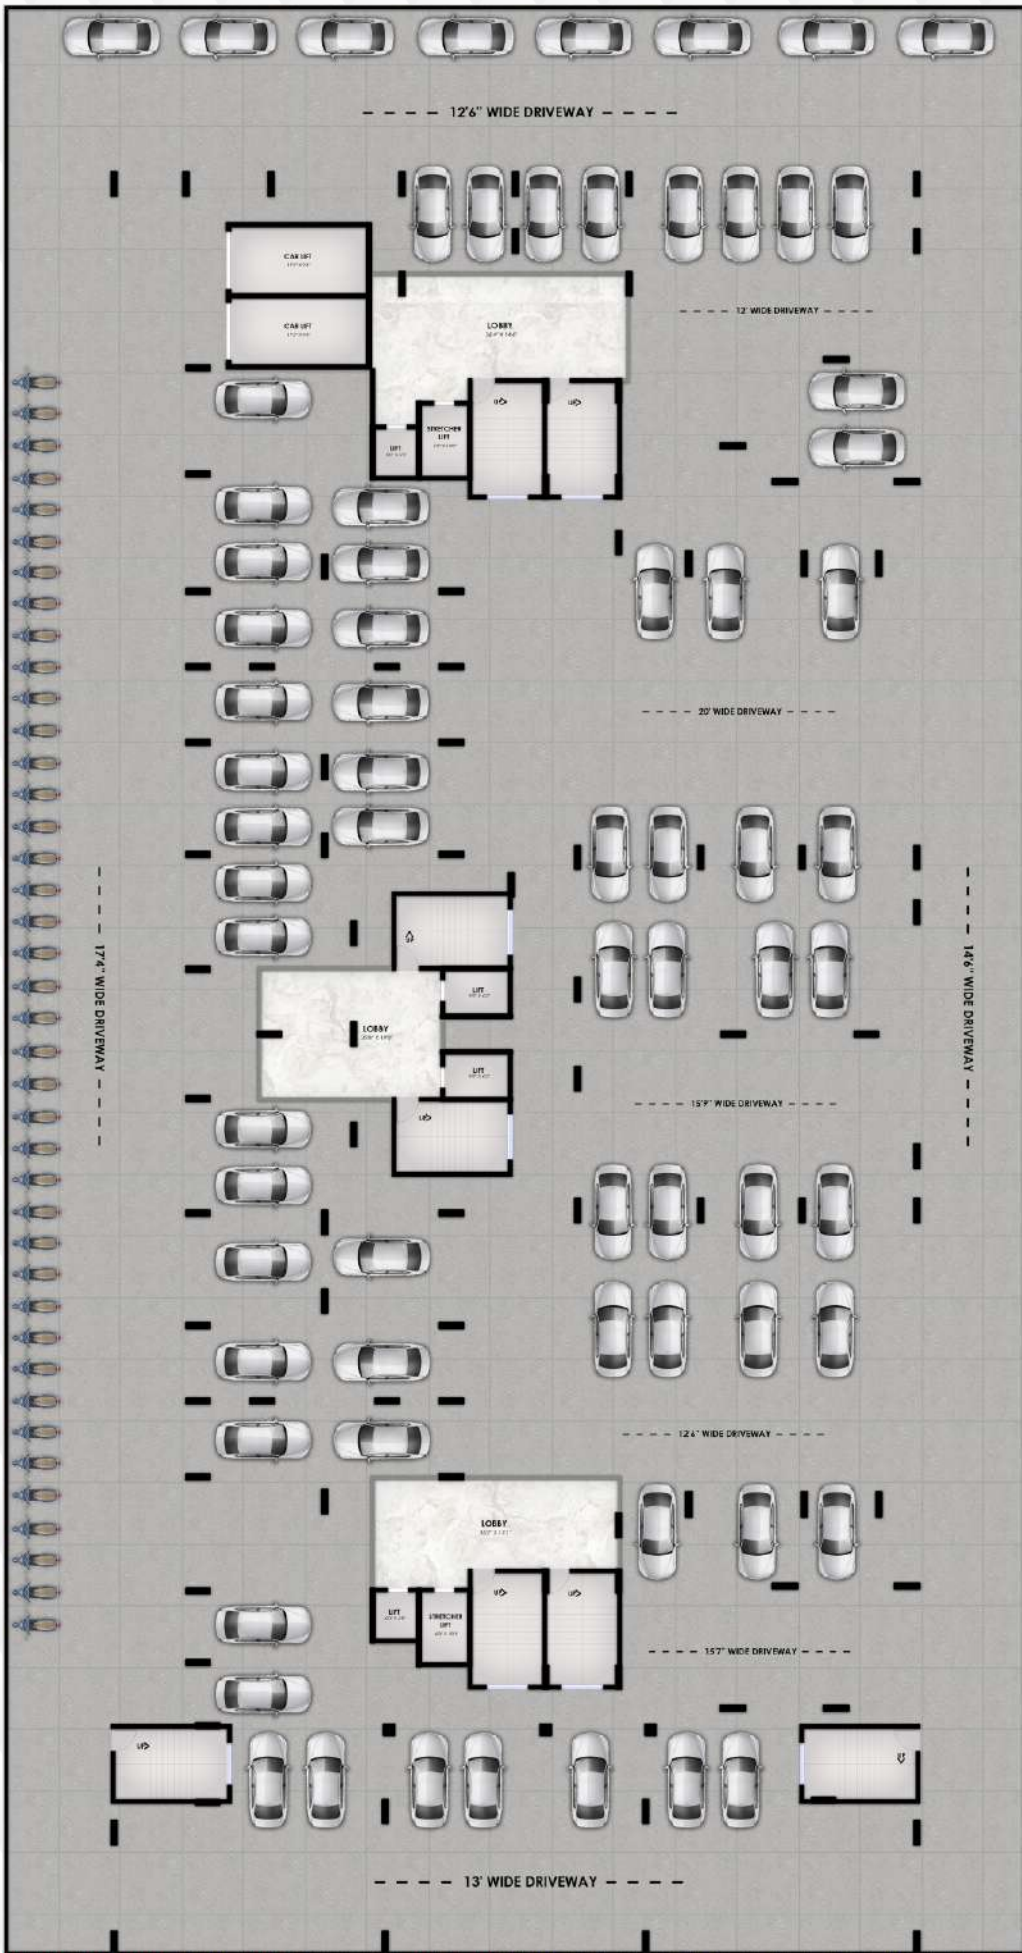 12'6" WIDE DRIVEWAY
CAR LIFT
CAR LIFT
LOBBY
12' WIDE DRIVEWAY
UP
UP
STRETCHER
LIFT
LIFT
20' WIDE DRIVEWAY
17'4" WIDE DRIVEWAY
14'6" WIDE DRIVEWAY
UP
LIFT
LOBBY
LIFT
15'9" WIDE DRIVEWAY
UP
12'6" WIDE DRIVEWAY
LOBBY
UP
UP
LIFT
STRETCHER
LIFT
15'7" WIDE DRIVEWAY
UP
UP
13' WIDE DRIVEWAY